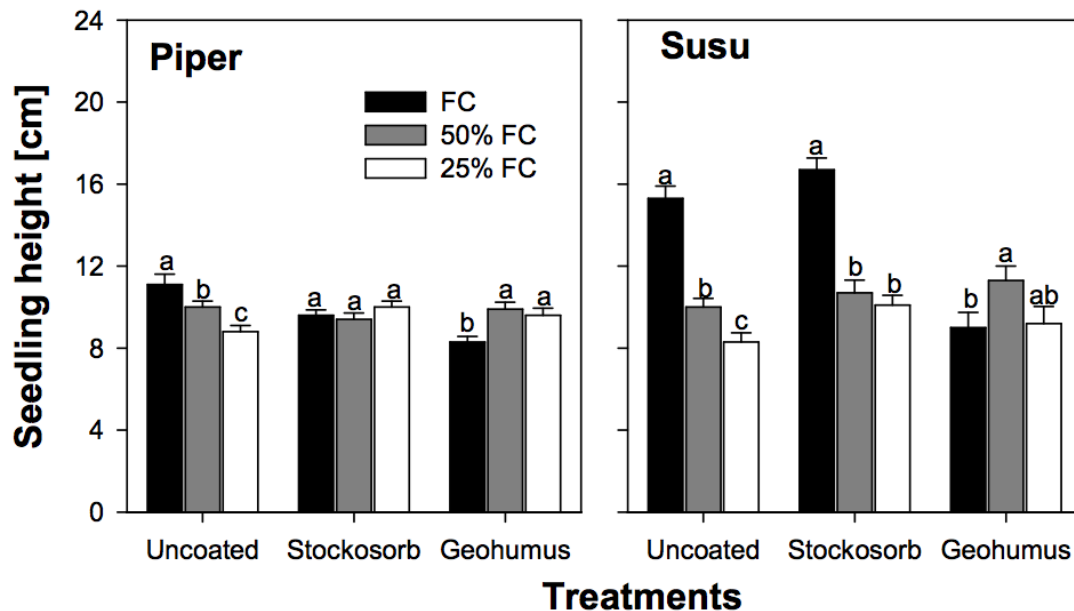 Seedling height [cm]
24
20
16
12
8
4
0
Piper
FC
50% FC
25% FC
a
b
c
a
a
a
b
a
a
Uncoated
Stockosorb
Geohumus
Susu
a
b
c
a
b
b
b
a
ab
Uncoated
Stockosorb
Geohumus
Treatments